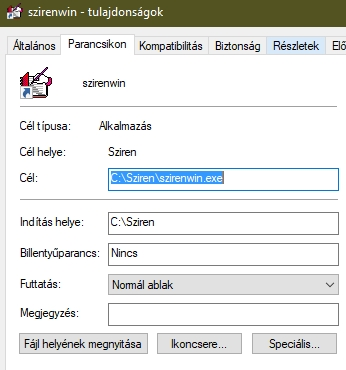 szirenwin - tulajdonságok
Általános Parancsikon Kompatibilitás Biztonság Részletek
szirenwin
Cél típusa: Alkalmazás
Cél helye: Sziren
Cél: C:\Sziren\szirenwin.exe
Indítás helye: C:\Sziren
Billentyűparancs: Nincs
Futtatás: Normál ablak
Megjegyzés:
Fájl helyének megnyitása Ikoncsere... Speciális...